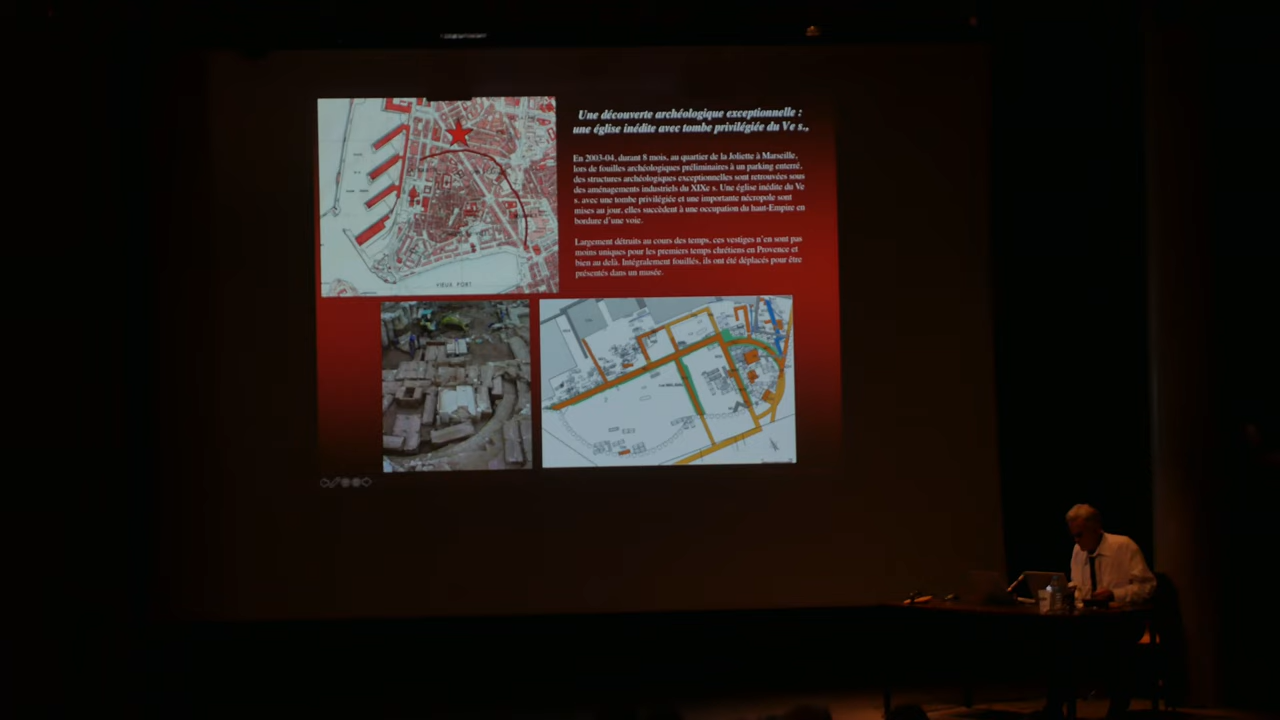 Une découverte archéologique exceptionnelle :
une église inédite avec tombe privilégiée du Ve s.,
En 2003-04, durant 8 mois, au quartier de la Joliette à Marseille,
lors de fouilles archéologiques préliminaires à un parking enterré,
des structures archéologiques exceptionnelles sont retrouvées sous
des aménagements industriels du XIXe s. Une église inédite du Ve
s. avec une tombe privilégiée et une importante nécropole sont
mises au jour, elles succèdent à une occupation du haut-Empire en
bordure d'une voie.
Largement détruits au cours des temps, ces vestiges n'en sont pas
moins uniques pour les premiers temps chrétiens en Provence et
bien au delà. Intégralement fouillés, ils ont été déplacés pour être
présentés dans un musée.
VIEUX PORT